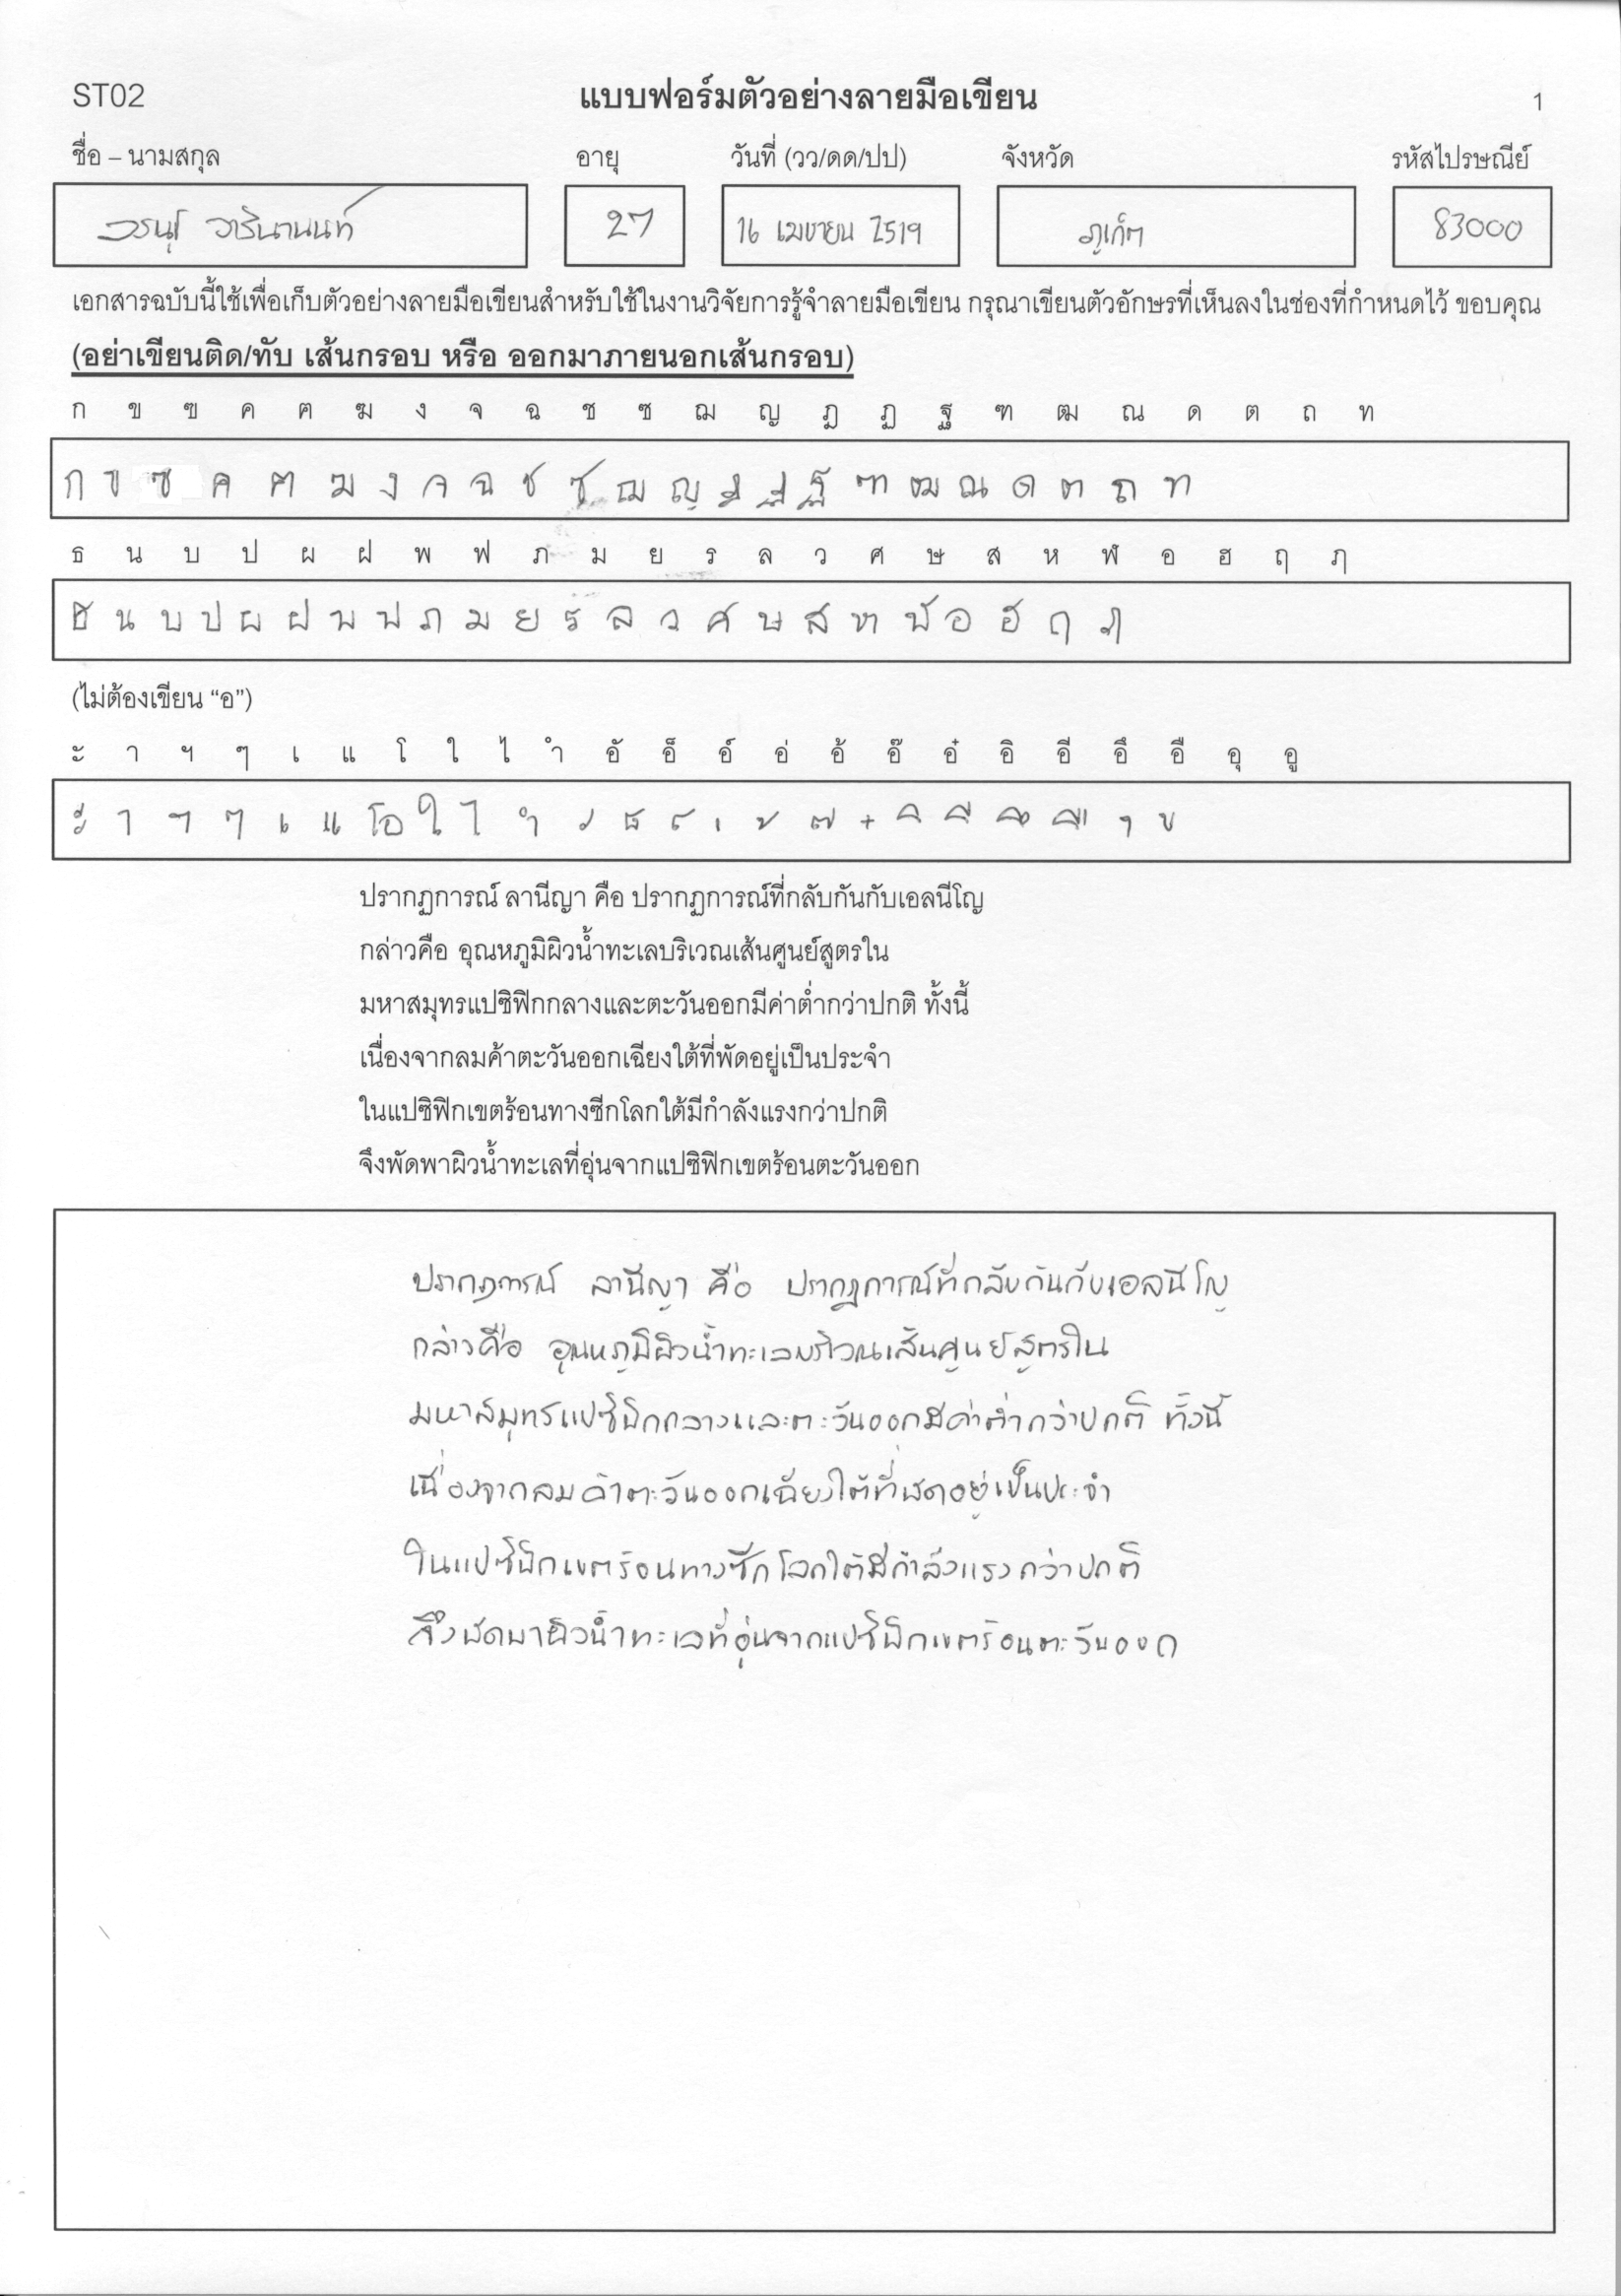 ST02 แบบฟอร์มตัวอย่างลายมือเขียน 1
ชื่อ – นามสกุล อายุ วันที่ (วว/ดด/ปป) จังหวัด รหัสไปรษณีย์
27 16 เมษายน 2519 ภูเก็ต 83000
เอกสารฉบับนี้ใช้เพื่อเก็บตัวอย่างลายมือเขียนสำหรับใช้ในงานวิจัยการรู้จำลายมือเขียน กรุณาเขียนตัวอักษรที่เห็นลงในช่องที่กำหนดไว้ ขอบคุณ
(อย่าเขียนติด/ทับ เส้นกรอบ หรือ ออกมาภายนอกเส้นกรอบ)
ก ข ฃ ค ฅ ฆ ง จ ฉ ช ซ ฌ ญ ฎ ฏ ฐ ฑ ฒ ณ ด ต ถ ท
ก ข ฃ ค ฅ ฆ ง จ ฉ ช ซ ฌ ญ ฎ ฏ ฐ ฑ ฒ ณ ด ต ถ ท
ธ น บ ป ผ ฝ พ ฟ ภ ม ย ร ล ว ศ ษ ส ห ฬ อ ฮ ฤ ฦ
ธ น บ ป ผ ฝ พ ฟ ภ ม ย ร ล ว ศ ษ ส ห ฬ อ ฮ ฤ ฦ
(ไม่ต้องเขียน “อ”)
ะ า ฯ ๆ เ แ โ ใ ไ ำ อั อ็ อ์ อ่ อ้ อ๊ อ๋ อิ อี อึ อื อุ อู
ะ า ฯ ๆ เ แ โอ ใ ไ ำ ั ็ ์ ่ ้ ๊ ๋ ิ ี ึ ื ุ ู
ปรากฏการณ์ ลานีญา คือ ปรากฏการณ์ที่กลับกันกับเอลนีโญ
กล่าวคือ อุณหภูมิผิวน้ำทะเลบริเวณเส้นศูนย์สูตรใน
มหาสมุทรแปซิฟิกกลางและตะวันออกมีค่าต่ำกว่าปกติ ทั้งนี้
เนื่องจากลมค้าตะวันออกเฉียงใต้ที่พัดอยู่เป็นประจำ
ในแปซิฟิกเขตร้อนทางซีกโลกใต้มีกำลังแรงกว่าปกติ
จึงพัดพาผิวน้ำทะเลที่อุ่นจากแปซิฟิกเขตร้อนตะวันออก
ปรากฏการณ์ ลานีญา คือ ปรากฏการณ์ที่กลับกันกับเอลนีโญ
กล่าวคือ อุณหภูมิผิวน้ำทะเลบริเวณเส้นศูนย์สูตรใน
มหาสมุทรแปซิฟิกกลางและตะวันออกมีค่าต่ำกว่าปกติ ทั้งนี้
เนื่องจากลมค้าตะวันออกเฉียงใต้ที่พัดอยู่เป็นประจำ
ในแปซิฟิกเขตร้อนทางซีกโลกใต้มีกำลังแรงกว่าปกติ
จึงพัดพาผิวน้ำทะเลที่อุ่นจากแปซิฟิกเขตร้อนตะวันออก